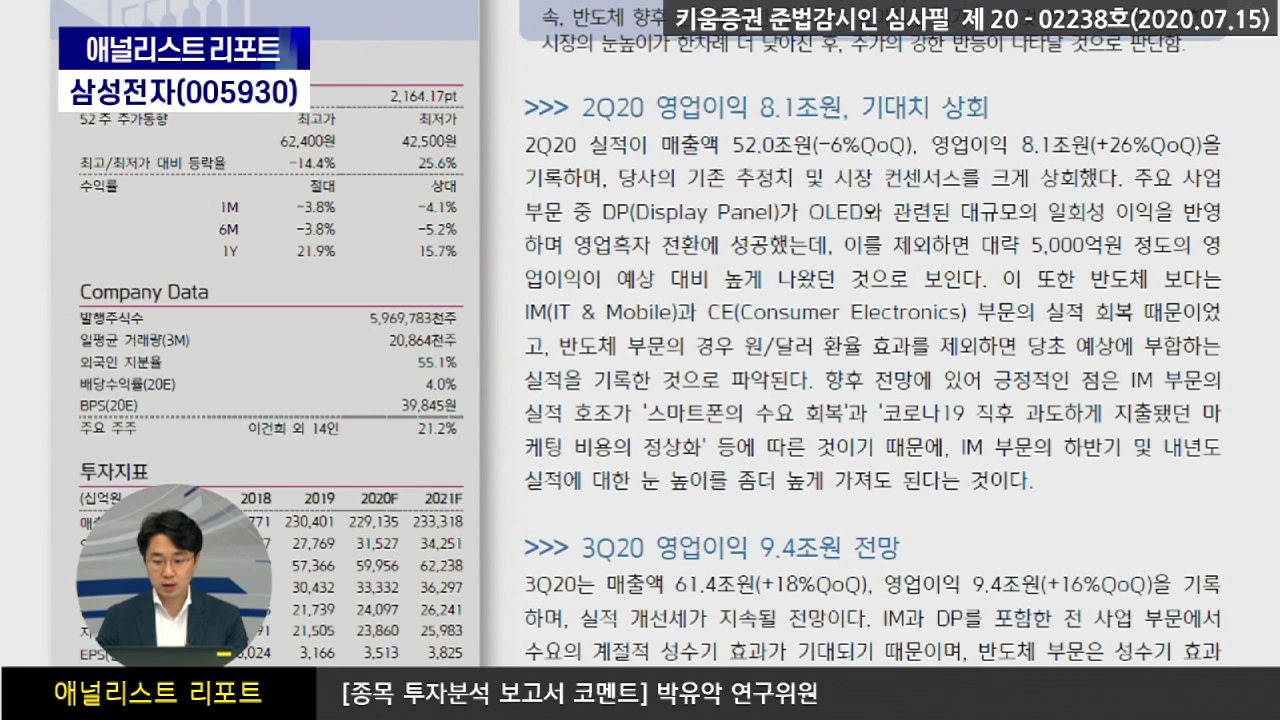 속, 반도체 향후
키움증권 준법감시인 심사필 제 20 - 02238호(2020.07.15)
시장의 눈높이가 한차례 더 낮아진 후, 주가의 강한 반등이 나타날 것으로 판단함.
애널리스트 리포트
삼성전자(005930)
2,164.17pt
52주 주가동향 최고가 최저가
62,400원 42,500원
최고/최저가 대비 등락율 -14.4% 25.6%
수익률 절대 상대
1M -3.8% -4.1%
6M -3.8% -5.2%
1Y 21.9% 15.7%
Company Data
발행주식수 5,969,783천주
일평균 거래량(3M) 20,864천주
외국인 지분율 55.1%
배당수익률(20E) 4.0%
BPS(20E) 39,845원
주요 주주 이건희 외 14인 21.2%
투자지표
(십억원 2018 2019 2020F 2021F
771 230,401 229,135 233,318
27,769 31,527 34,251
57,366 59,956 62,238
30,432 33,332 36,297
21,739 24,097 26,241
91 21,505 23,860 25,983
EPS( ,024 3,166 3,513 3,825
>>> 2Q20 영업이익 8.1조원, 기대치 상회
2Q20 실적이 매출액 52.0조원(-6%QoQ), 영업이익 8.1조원(+26%QoQ)을
기록하며, 당사의 기존 추정치 및 시장 컨센서스를 크게 상회했다. 주요 사업
부문 중 DP(Display Panel)가 OLED와 관련된 대규모의 일회성 이익을 반영
하며 영업흑자 전환에 성공했는데, 이를 제외하면 대략 5,000억원 정도의 영
업이익이 예상 대비 높게 나왔던 것으로 보인다. 이 또한 반도체 보다는
IM(IT & Mobile)과 CE(Consumer Electronics) 부문의 실적 회복 때문이었
고, 반도체 부문의 경우 원/달러 환율 효과를 제외하면 당초 예상에 부합하는
실적을 기록한 것으로 파악된다. 향후 전망에 있어 긍정적인 점은 IM 부문의
실적 호조가 '스마트폰의 수요 회복'과 '코로나19 직후 과도하게 지출됐던 마
케팅 비용의 정상화' 등에 따른 것이기 때문에, IM 부문의 하반기 및 내년도
실적에 대한 눈 높이를 좀더 높게 가져도 된다는 것이다.
>>> 3Q20 영업이익 9.4조원 전망
3Q20는 매출액 61.4조원(+18%QoQ), 영업이익 9.4조원(+16%QoQ)을 기록
하며, 실적 개선세가 지속될 전망이다. IM과 DP를 포함한 전 사업 부문에서
수요의 계절적 성수기 효과가 기대되기 때문이며, 반도체 부문은 성수기 효과
애널리스트 리포트
[종목 투자분석 보고서 코멘트] 박유악 연구위원